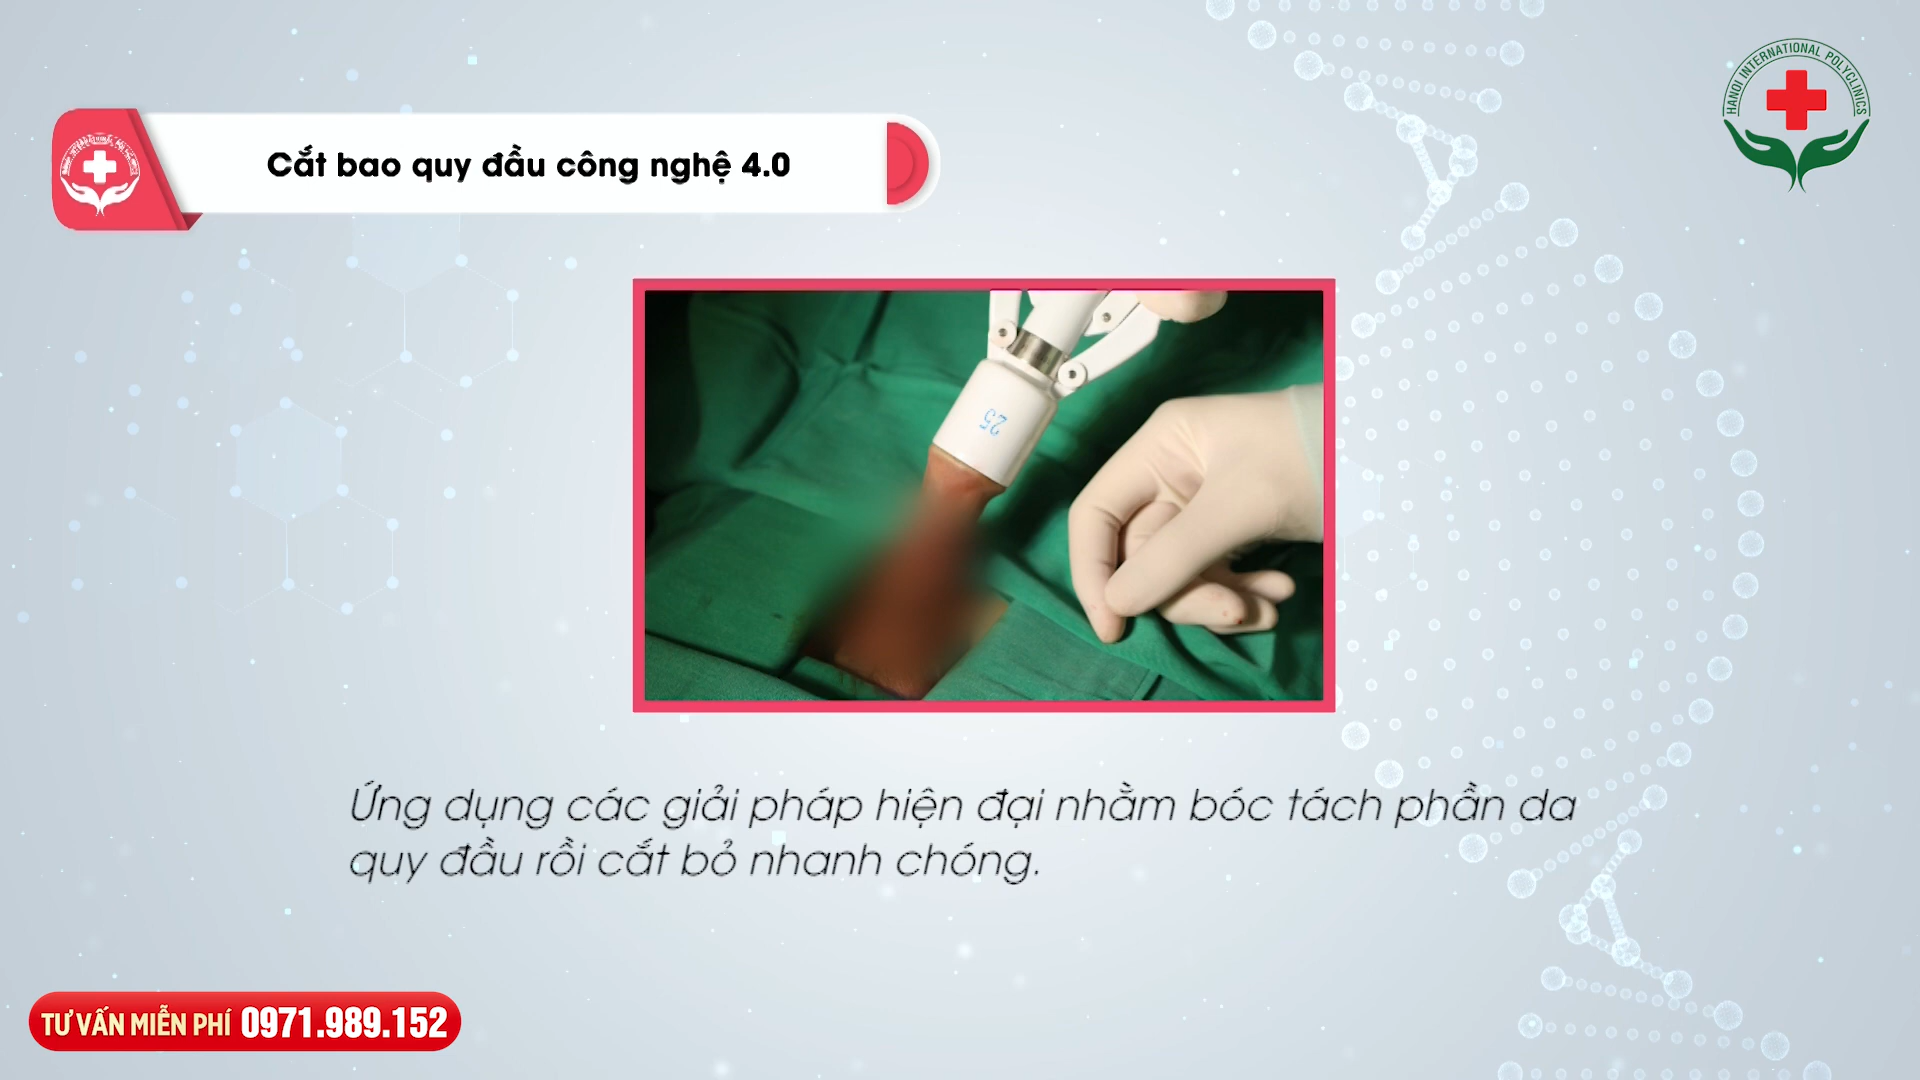 HANOI INTERNATIONAL POLYCLINICS
Cắt bao quy đầu công nghệ 4.0
25
Ứng dụng các giải pháp hiện đại nhằm bóc tách phần da
quy đầu rồi cắt bỏ nhanh chóng.
TƯ VẤN MIỄN PHÍ 0971.989.152